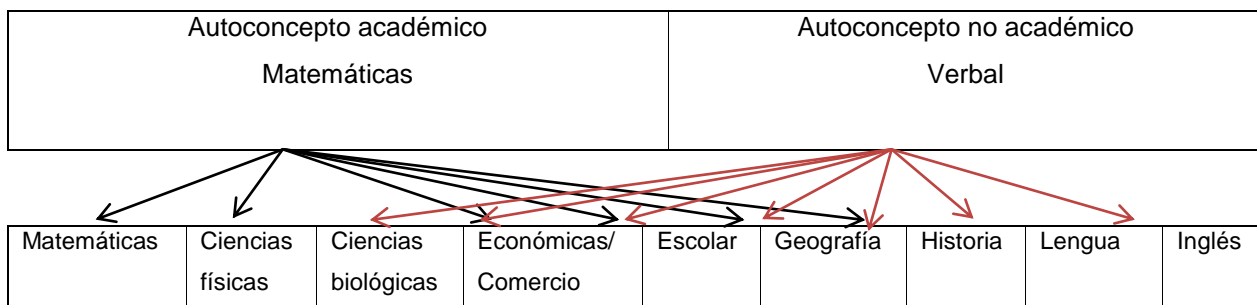 Autoconcepto académico
Matemáticas
Autoconcepto no académico
Verbal
Matemáticas
Ciencias
físicas
Ciencias
biológicas
Económicas/
Comercio
Escolar
Geografía
Historia
Lengua
Inglés